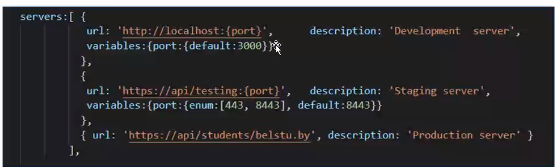 servers:[ {
url: 'http://localhost:{port}', description: 'Development server',
variables:{port:{default:3000}}
},
{
url: 'https://api/testing:{port}', description: 'Staging server',
variables:{port:{enum:[443, 8443], default:8443}}
},
{ url: 'https://api/students/belstu.by', description: 'Production server' }
],